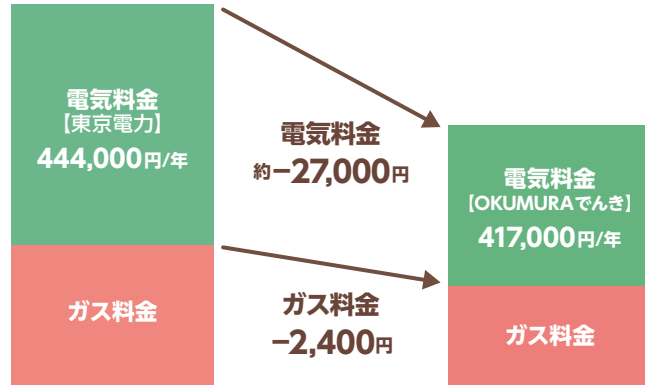 電気料金
【東京電力】
444,000円/年
ガス料金
電気料金
約−27,000円
ガス料金
−2,400円
電気料金
【OKUMURAでんき】
417,000円/年
ガス料金